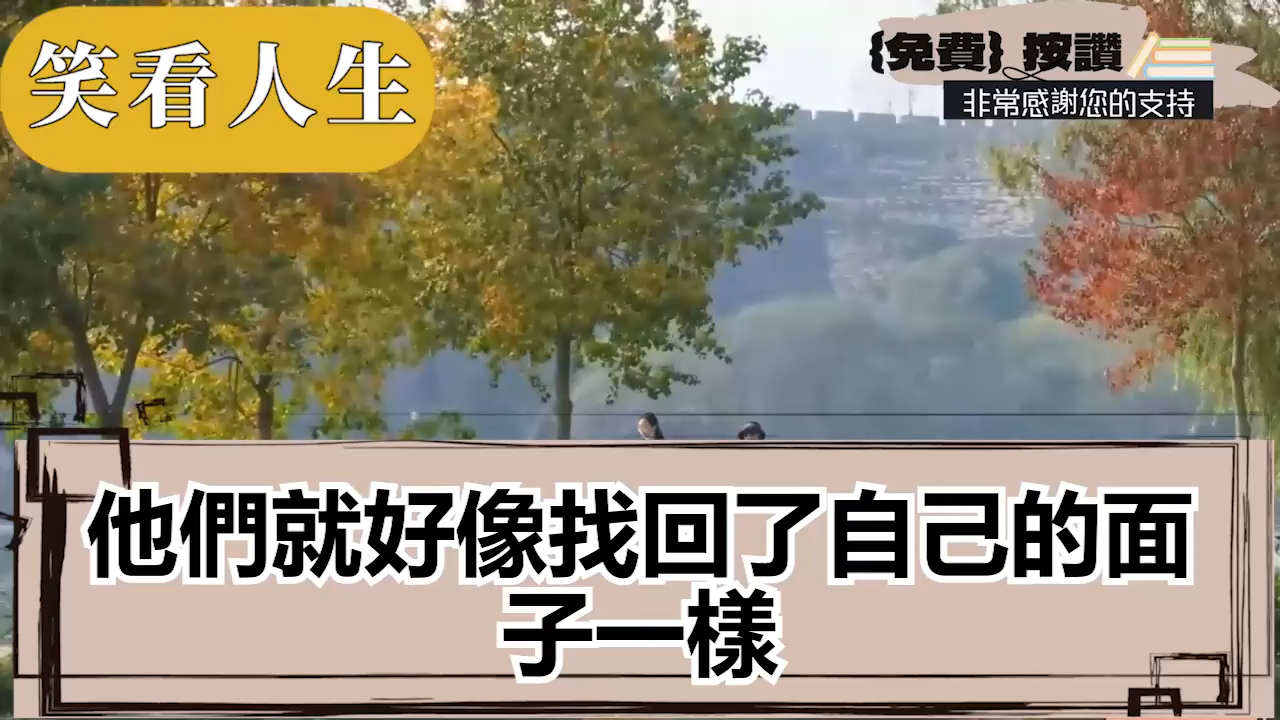 笑看人生
{免費} 按讚
非常感謝您的支持
他們就好像找回了自己的面
子一樣